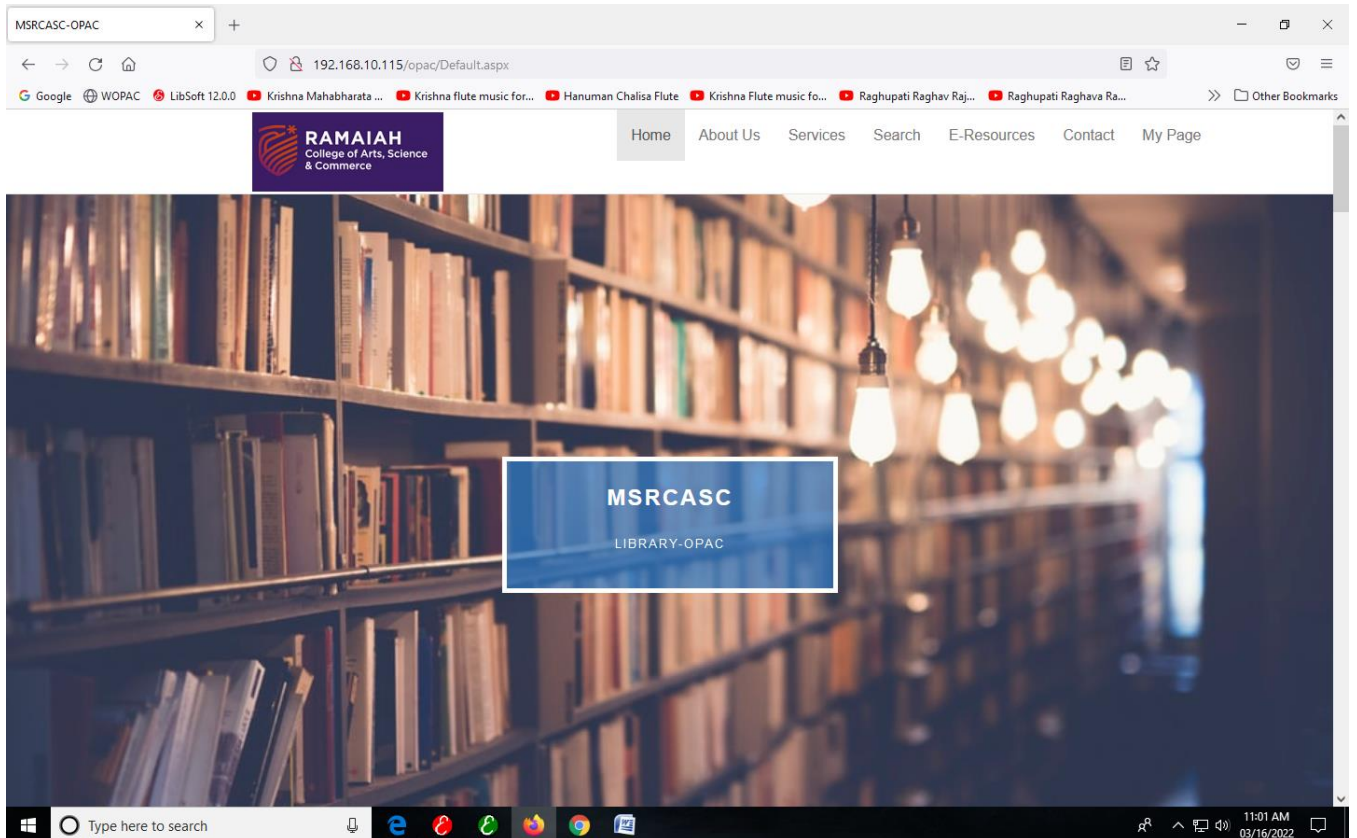 MSRCASC-OPAC
192.168.10.115/opac/Default.aspx
Google WOPAC LibSoft 12.0.0 Krishna Mahabharata ... Krishna flute music for... Hanuman Chalisa Flute Krishna Flute music fo... Raghupati Raghav Raj... Raghupati Raghava Ra... Other Bookmarks
RAMAIAH
College of Arts, Science
& Commerce
Home About Us Services Search E-Resources Contact My Page
MSRCASC
LIBRARY-OPAC
Type here to search
11:01 AM
03/16/2022